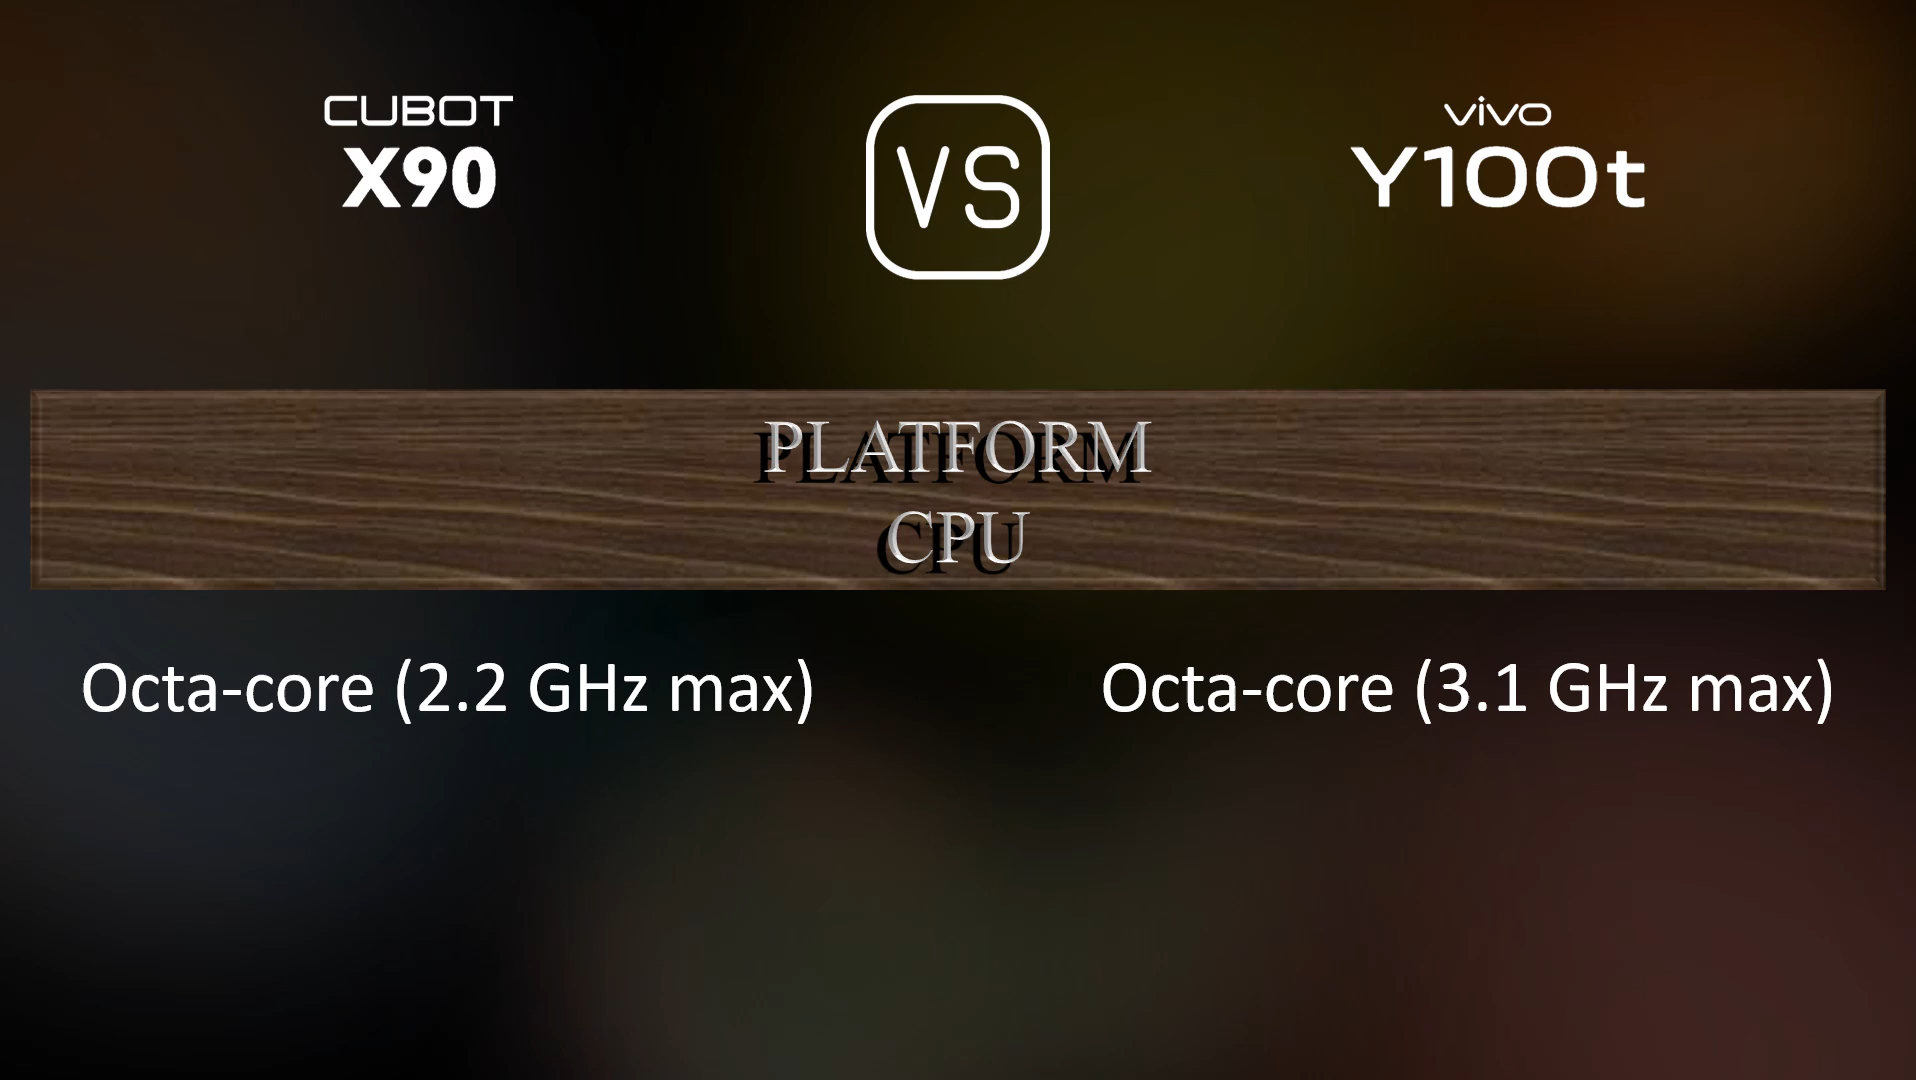 CUBOT
X90
VS
vivo
Y100t
PLATFORM
CPU
Octa-core (2.2 GHz max)
Octa-core (3.1 GHz max)